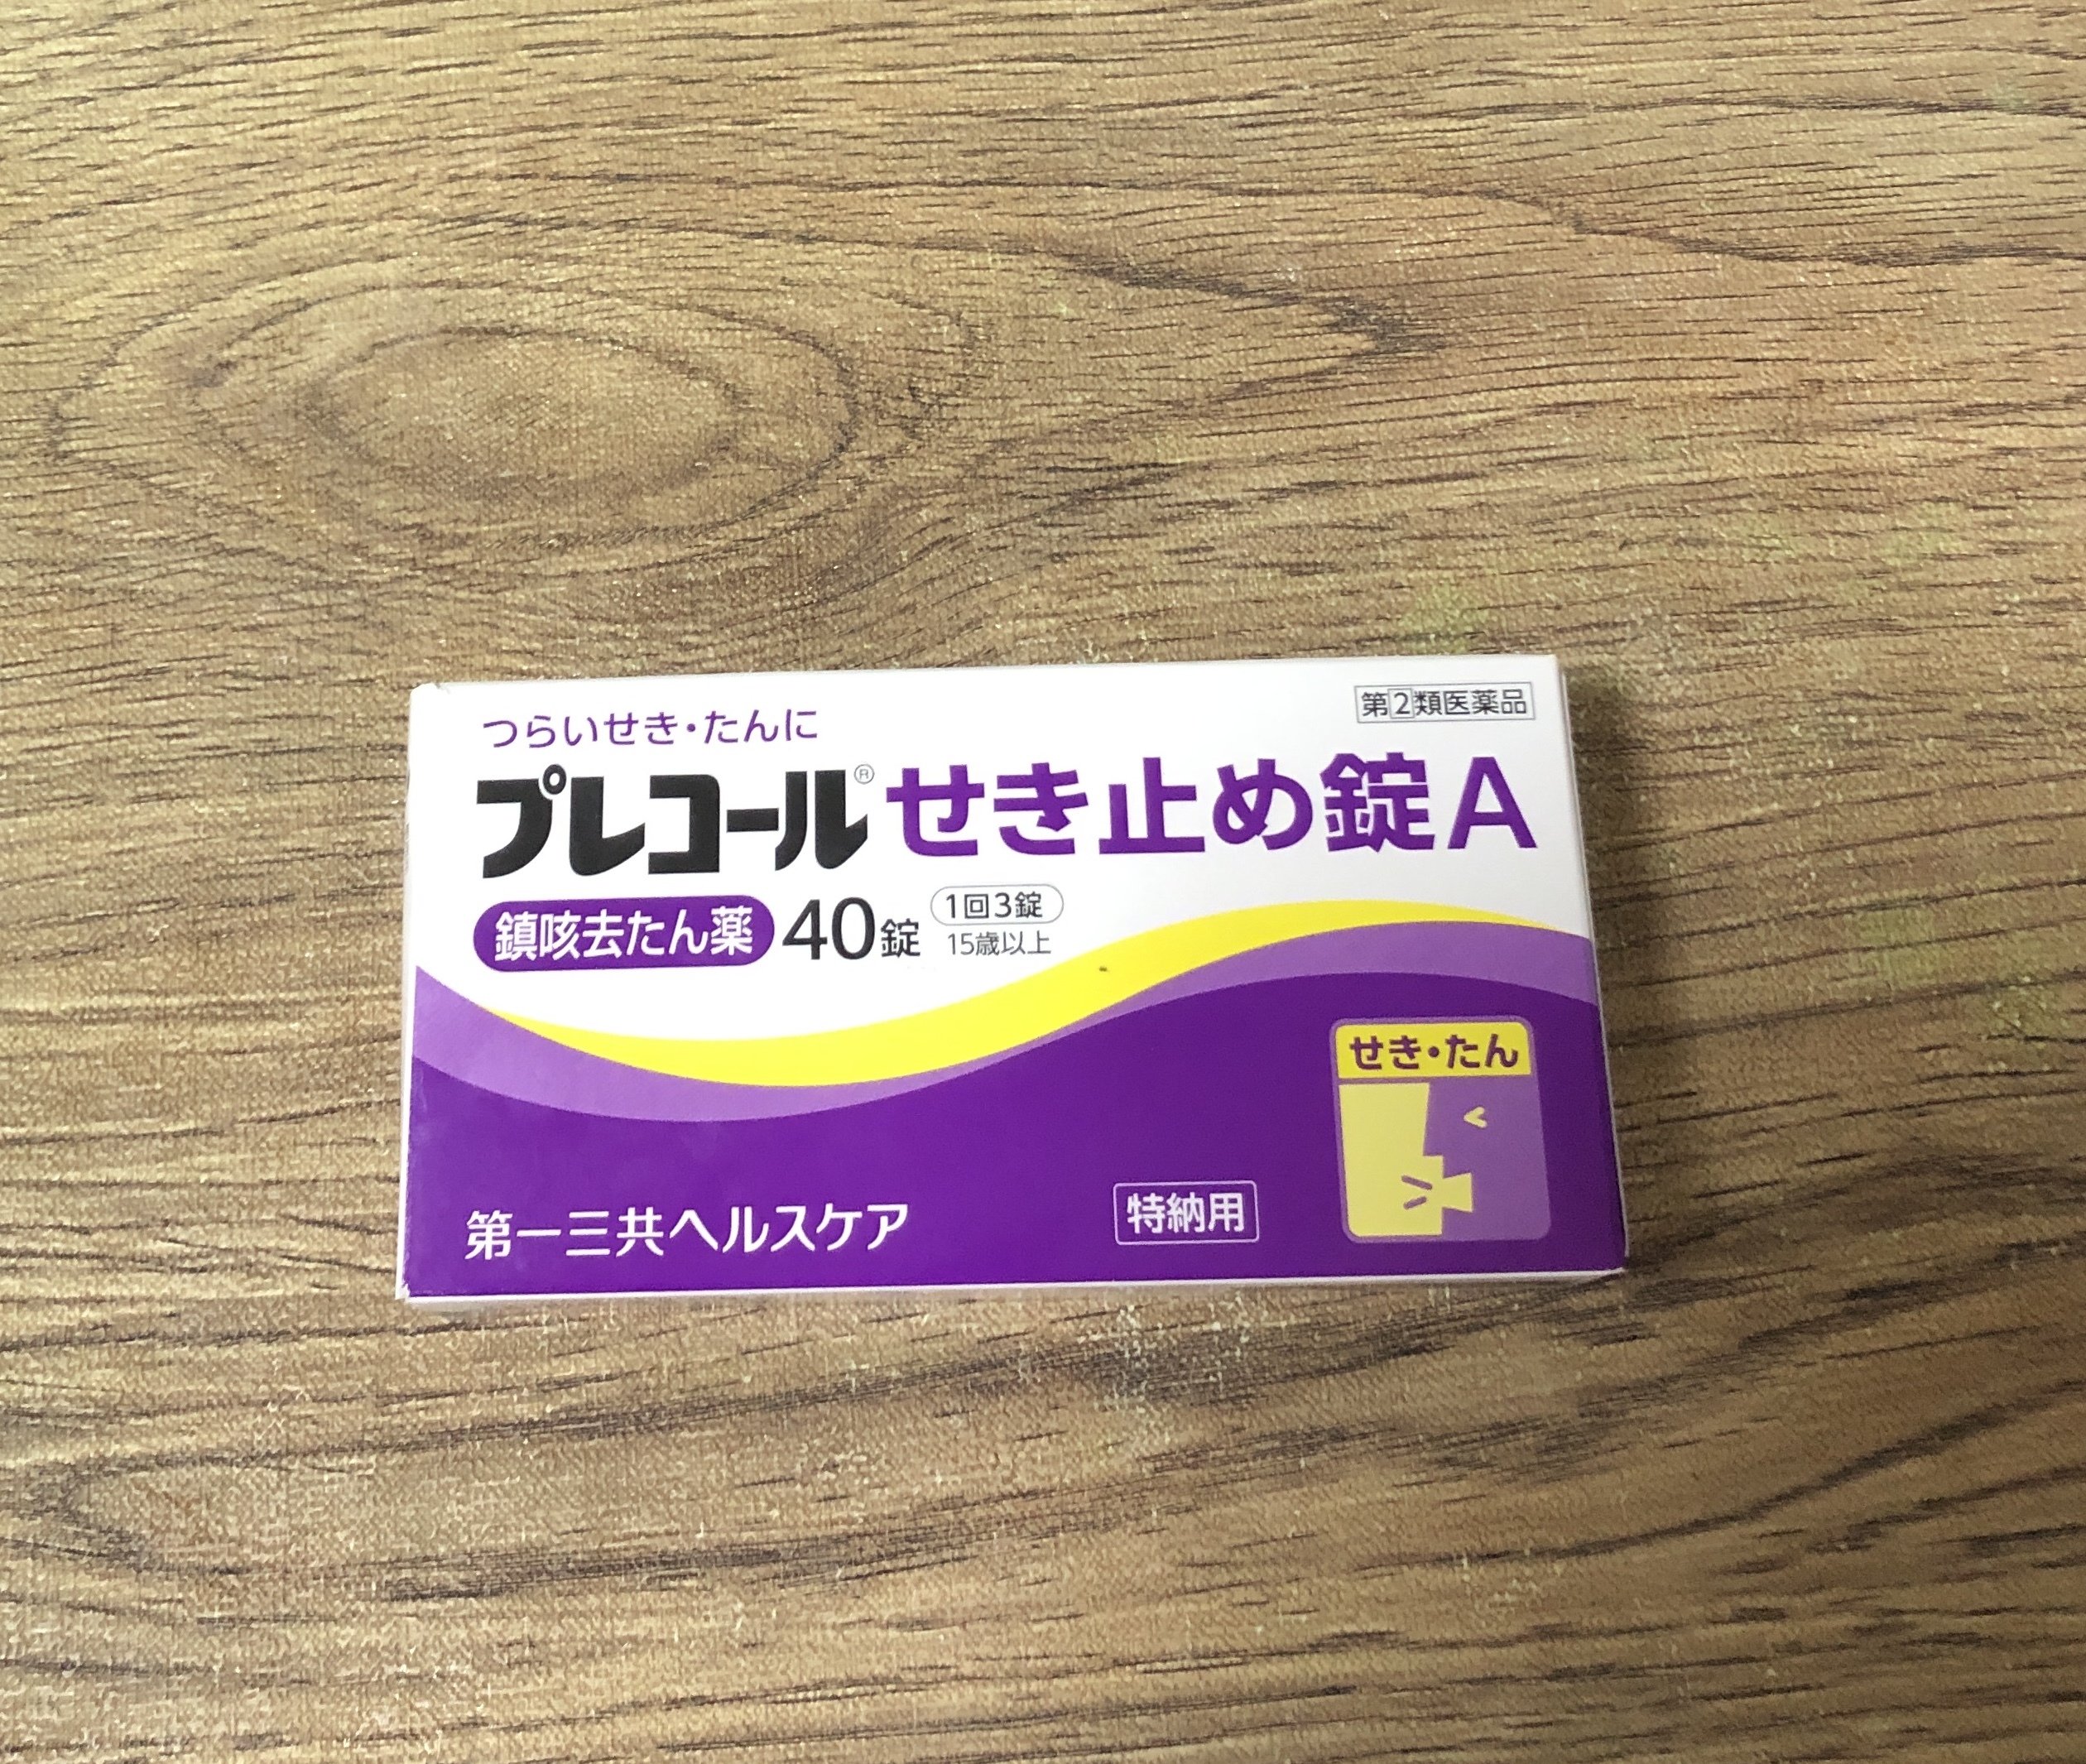 第②類医薬品
つらいせき・たんに
プレコール®せき止め錠A
鎮咳去たん薬 40錠 1回3錠
15歳以上
せき・たん
特納用
第一三共ヘルスケア